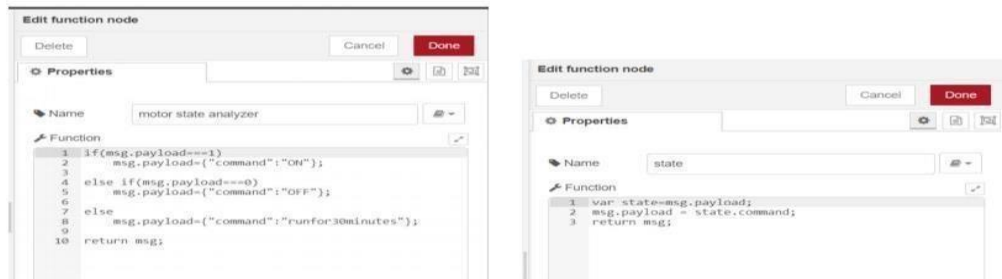 Edit function node
Delete Cancel Done
Properties
Name motor state analyzer
Function
1 if(msg.payload===1)
2 msg.payload={"command":"ON"};
3
4 else if(msg.payload===0)
5 msg.payload={"command":"OFF"};
6
7 else
8 msg.payload={"command":"runfor30minutes"};
9
10 return msg;
Edit function node
Delete Cancel Done
Properties
Name state
Function
1 var state=msg.payload;
2 msg.payload = state.command;
3 return msg;